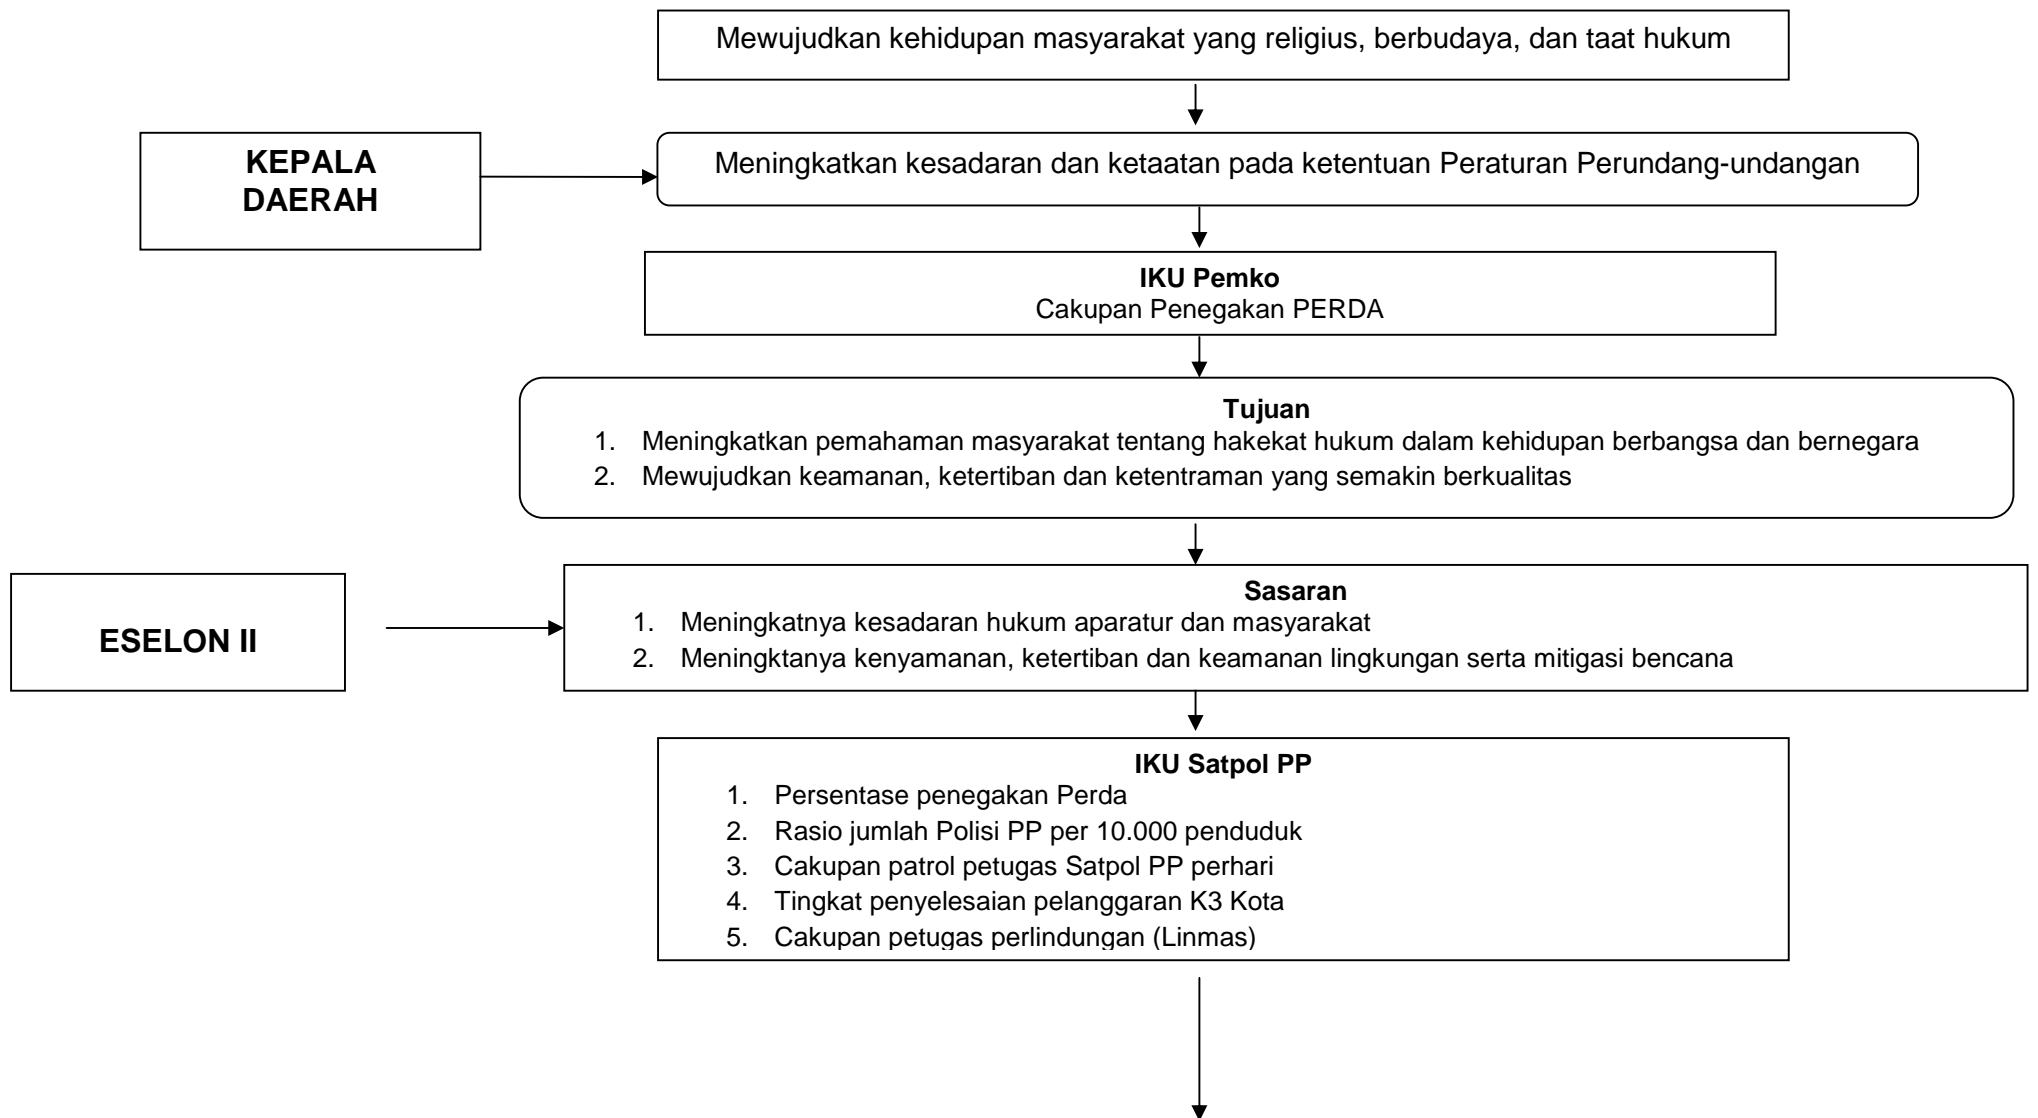 Mewujudkan kehidupan masyarakat yang religius, berbudaya, dan taat hukum
KEPALA
DAERAH
Meningkatkan kesadaran dan ketaatan pada ketentuan Peraturan Perundang-undangan
IKU Pemko
Cakupan Penegakan PERDA
Tujuan
1. Meningkatkan pemahaman masyarakat tentang hakekat hukum dalam kehidupan berbangsa dan bernegara
2. Mewujudkan keamanan, ketertiban dan ketentraman yang semakin berkualitas
ESELON II
Sasaran
1. Meningkatnya kesadaran hukum aparatur dan masyarakat
2. Meningktanya kenyamanan, ketertiban dan keamanan lingkungan serta mitigasi bencana
IKU Satpol PP
1. Persentase penegakan Perda
2. Rasio jumlah Polisi PP per 10.000 penduduk
3. Cakupan patrol petugas Satpol PP perhari
4. Tingkat penyelesaian pelanggaran K3 Kota
5. Cakupan petugas perlindungan (Linmas)